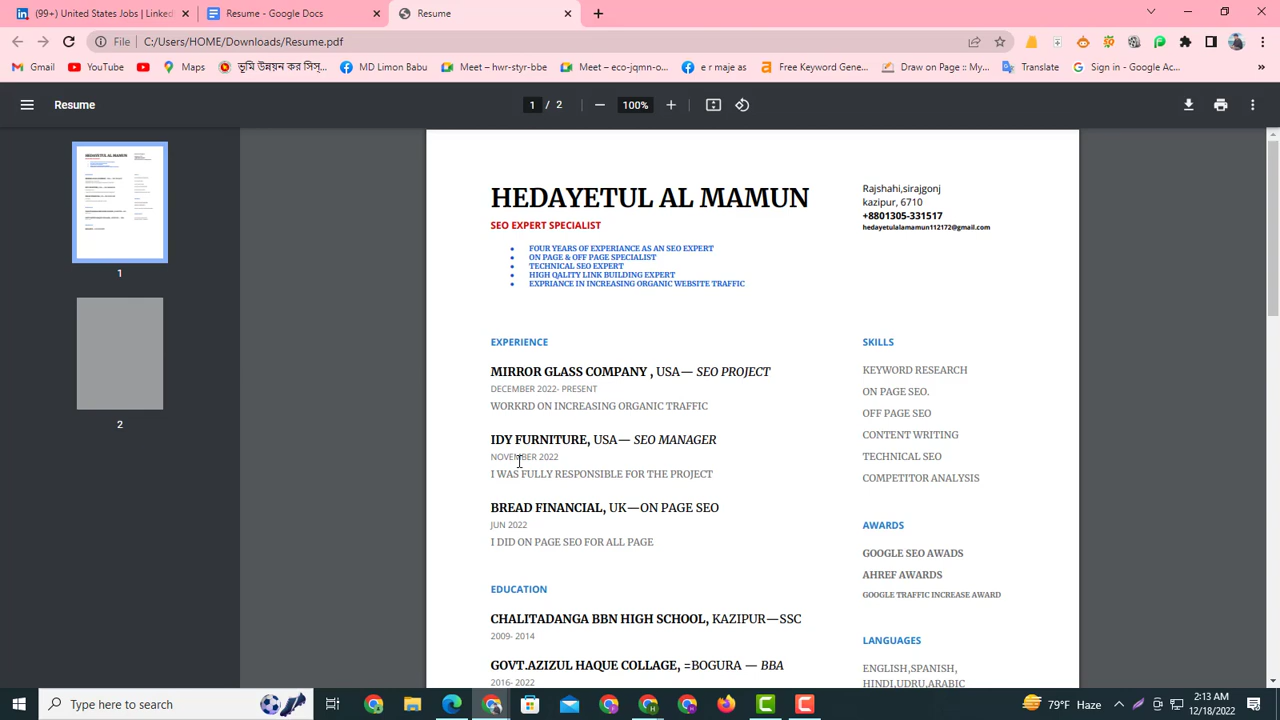 (99+) Results
Resume - Google Docs
Resume
File
C:/Users/HOME/Downloads/Resume.pdf
Gmail
YouTube
Maps
ভূমি উন্নয়ন কর সিস্...
MD Limon Babu
Meet – hwr-styr-bbe
Meet – eco-jqmn-o...
e r maje as
Free Keyword Gene...
Draw on Page :: My...
Translate
Sign in - Google Ac...
»
Resume
1 / 2
100%
1
2
HEDAYETUL AL MAMUN
SEO EXPERT SPECIALIST
● FOUR YEARS OF EXPERIANCE AS AN SEO EXPERT
● ON PAGE & OFF PAGE SPECIALIST
● TECHNICAL SEO EXPERT
● HIGH QALITY LINK BUILDING EXPERT
● EXPRIANCE IN INCREASING ORGANIC WEBSITE TRAFFIC
Rajshahi,sirajgonj
kazipur, 6710
+8801305-331517
hedayetulalamamun112172@gmail.com
EXPERIENCE
MIRROR GLASS COMPANY , USA— SEO PROJECT
DECEMBER 2022- PRESENT
WORKRD ON INCREASING ORGANIC TRAFFIC
IDY FURNITURE, USA— SEO MANAGER
NOVEMBER 2022
I WAS FULLY RESPONSIBLE FOR THE PROJECT
BREAD FINANCIAL, UK—ON PAGE SEO
JUN 2022
I DID ON PAGE SEO FOR ALL PAGE
EDUCATION
CHALITADANGA BBN HIGH SCHOOL, KAZIPUR—SSC
2009- 2014
GOVT.AZIZUL HAQUE COLLAGE, =BOGURA — BBA
2016- 2022
SKILLS
KEYWORD RESEARCH
ON PAGE SEO.
OFF PAGE SEO
CONTENT WRITING
TECHNICAL SEO
COMPETITOR ANALYSIS
AWARDS
GOOGLE SEO AWADS
AHREF AWARDS
GOOGLE TRAFFIC INCREASE AWARD
LANGUAGES
ENGLISH,SPANISH,
HINDI,UDRU,ARABIC
Type here to search
79°F Haze
2:13 AM
12/18/2022